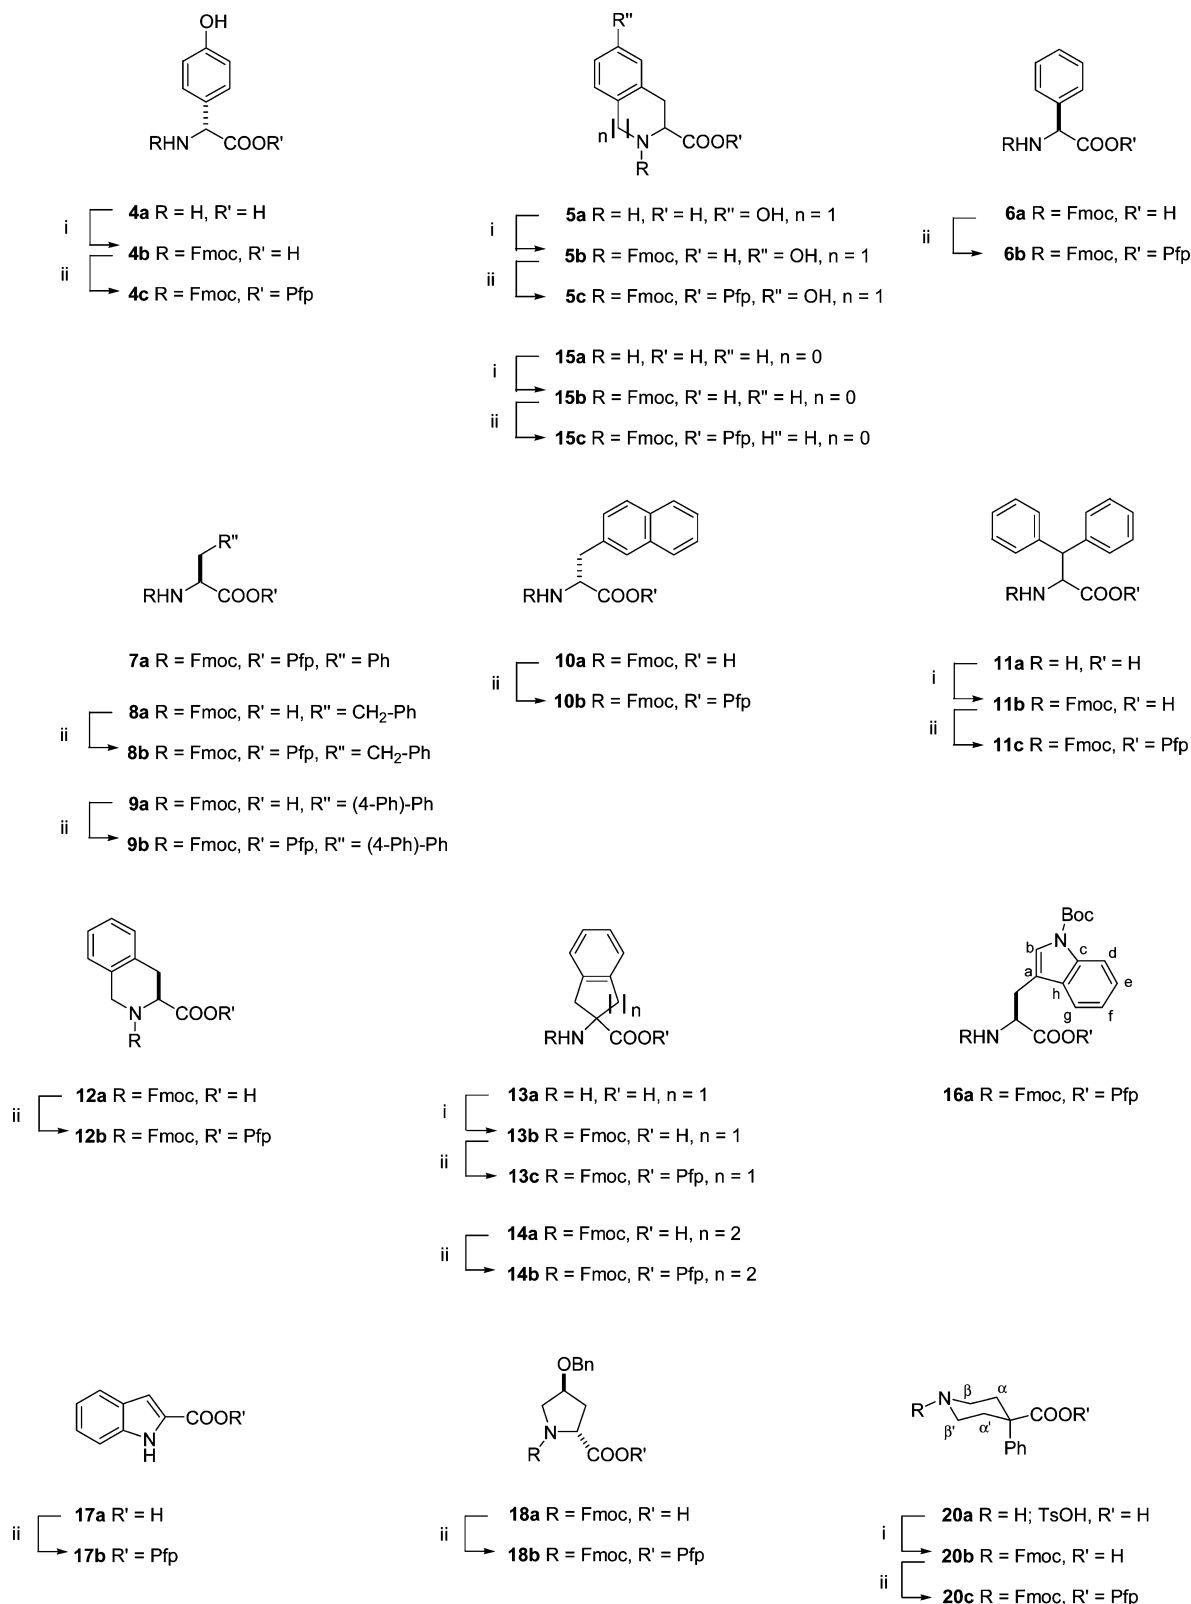 OH
RHN COOR'
i
ii
4a R = H, R' = H
4b R = Fmoc, R' = H
4c R = Fmoc, R' = Pfp
R''
n
N
R
COOR'
i
ii
5a R = H, R' = H, R'' = OH, n = 1
5b R = Fmoc, R' = H, R'' = OH, n = 1
5c R = Fmoc, R' = Pfp, R'' = OH, n = 1
i
ii
15a R = H, R' = H, R'' = H, n = 0
15b R = Fmoc, R' = H, R'' = H, n = 0
15c R = Fmoc, R' = Pfp, H'' = H, n = 0
RHN COOR'
ii
6a R = Fmoc, R' = H
6b R = Fmoc, R' = Pfp
R''
RHN COOR'
7a R = Fmoc, R' = Pfp, R'' = Ph
ii
8a R = Fmoc, R' = H, R'' = CH2-Ph
8b R = Fmoc, R' = Pfp, R'' = CH2-Ph
ii
9a R = Fmoc, R' = H, R'' = (4-Ph)-Ph
9b R = Fmoc, R' = Pfp, R'' = (4-Ph)-Ph
RHN COOR'
ii
10a R = Fmoc, R' = H
10b R = Fmoc, R' = Pfp
RHN COOR'
i
ii
11a R = H, R' = H
11b R = Fmoc, R' = H
11c R = Fmoc, R' = Pfp
N COOR'
R
ii
12a R = Fmoc, R' = H
12b R = Fmoc, R' = Pfp
n
RHN COOR'
i
ii
13a R = H, R' = H, n = 1
13b R = Fmoc, R' = H, n = 1
13c R = Fmoc, R' = Pfp, n = 1
ii
14a R = Fmoc, R' = H, n = 2
14b R = Fmoc, R' = Pfp, n = 2
Boc
N
b c d
a e
h
g f
RHN COOR'
16a R = Fmoc, R' = Pfp
COOR'
N
H
ii
17a R' = H
17b R' = Pfp
OBn
N
R COOR'
ii
18a R = Fmoc, R' = H
18b R = Fmoc, R' = Pfp
β α
R N COOR'
β' α'
Ph
i
ii
20a R = H; TsOH, R' = H
20b R = Fmoc, R' = H
20c R = Fmoc, R' = Pfp